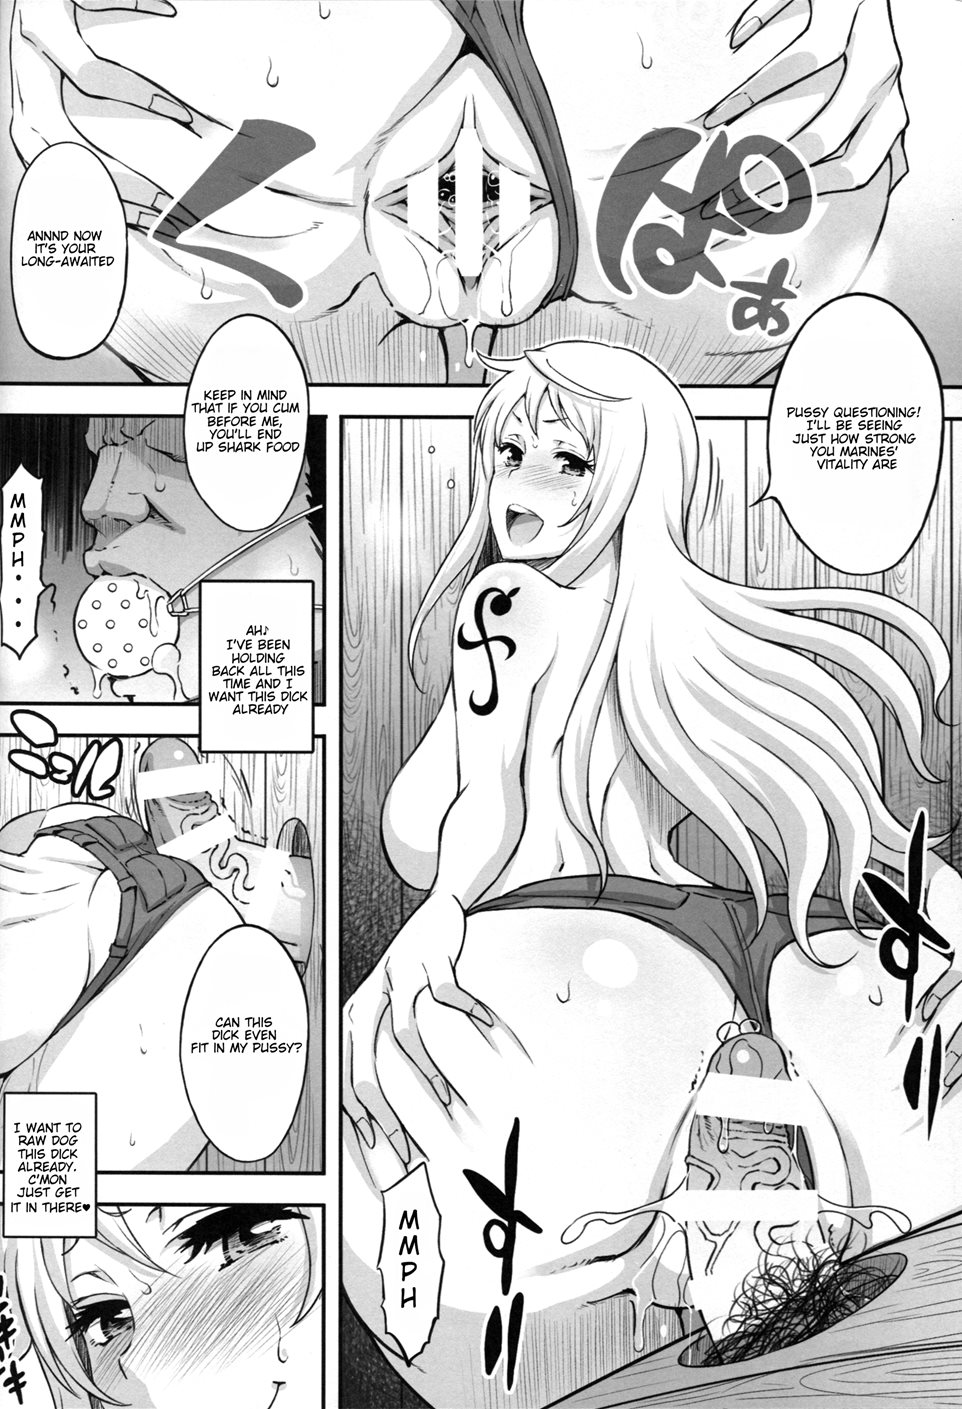 くぱぁ
ANNND NOW
IT'S YOUR
LONG-AWAITED
PUSSY QUESTIONING!
I'LL BE SEEING
JUST HOW STRONG
YOU MARINES'
VITALITY ARE
KEEP IN MIND
THAT IF YOU CUM
BEFORE ME,
YOU'LL END
UP SHARK FOOD
MMPH...
AH♪
I'VE BEEN
HOLDING
BACK ALL THIS
TIME AND I
WANT THIS DICK
ALREADY
MMPH
CAN THIS
DICK EVEN
FIT IN MY PUSSY?
I WANT TO
RAW DOG
THIS DICK
ALREADY.
C'MON
JUST GET
IT IN THERE♥